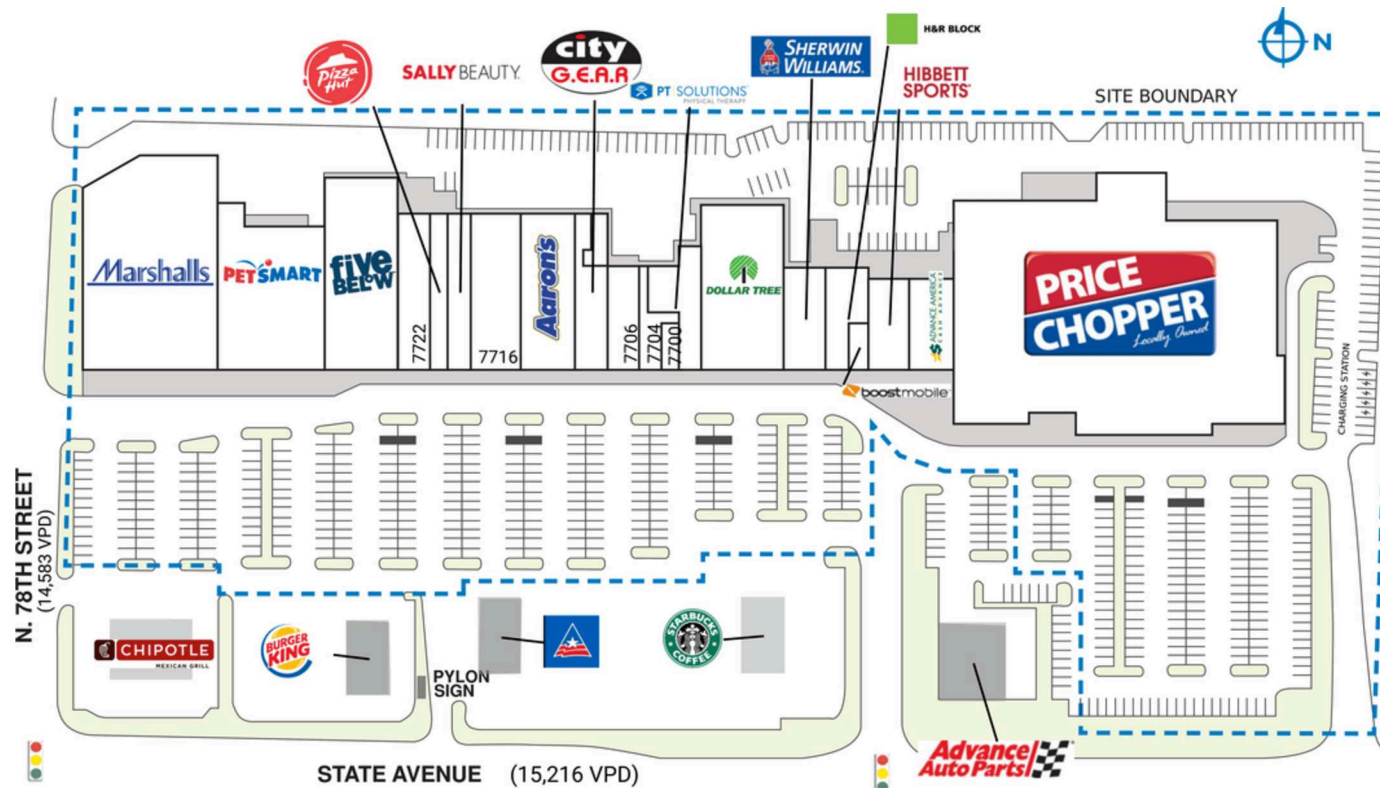 H&R BLOCK
N
Pizza
Hut
SALLY BEAUTY
city
G.E.A.R
PT SOLUTIONS
PHYSICAL THERAPY
SHERWIN
WILLIAMS.
HIBBETT
SPORTS
SITE BOUNDARY
Marshalls
PETSMART
five
BELOW
7722
7716
Aaron's
7706
7704
7700
DOLLAR TREE
ADVANCE AMERICA
CASH ADVANCE
PRICE
CHOPPER
Locally Owned
boostmobile
CHARGING STATION
N. 78TH STREET
(14,583 VPD)
CHIPOTLE
MEXICAN GRILL
BURGER
KING
PYLON
SIGN
STARBUCKS
COFFEE
Advance
Auto Parts
STATE AVENUE (15,216 VPD)